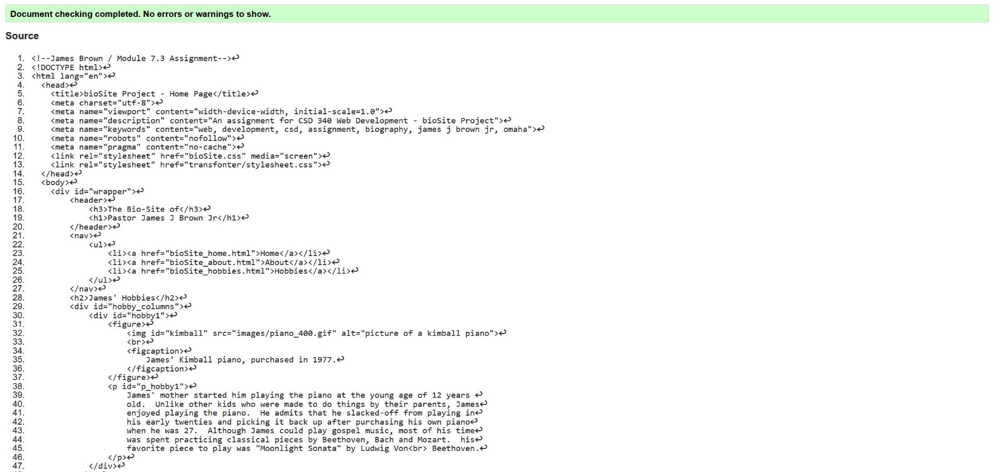 Document checking completed. No errors or warnings to show.
Source
1. <!--James Brown / Module 7.3 Assignment-->↩
2. <!DOCTYPE html>↩
3. <html lang="en">↩
4. <head>↩
5. <title>bioSite Project - Home Page</title>↩
6. <meta charset="utf-8">↩
7. <meta name="viewport" content="width-device-width, initial-scale=1.0">↩
8. <meta name="description" content="An assignment for CSD 340 Web Development - bioSite Project">↩
9. <meta name="keywords" content="web, development, csd, assignment, biography, james j brown jr, omaha">↩
10. <meta name="robots" content="nofollow">↩
11. <meta name="pragma" content="no-cache">↩
12. <link rel="stylesheet" href="bioSite.css" media="screen">↩
13. <link rel="stylesheet" href="transfonter/stylesheet.css">↩
14. </head>↩
15. <body>↩
16. <div id="wrapper">↩
17. <header>↩
18. <h3>The Bio-Site of</h3>↩
19. <h1>Pastor James J Brown Jr</h1>↩
20. </header>↩
21. <nav>↩
22. <ul>↩
23. <li><a href="bioSite_home.html">Home</a></li>↩
24. <li><a href="bioSite_about.html">About</a></li>↩
25. <li><a href="bioSite_hobbies.html">Hobbies</a></li>↩
26. </ul>↩
27. </nav>↩
28. <h2>James' Hobbies</h2>↩
29. <div id="hobby_columns">↩
30. <div id="hobby1">↩
31. <figure>↩
32. <img id="kimball" src="images/piano_400.gif" alt="picture of a kimball piano">↩
33. <br>↩
34. <figcaption>↩
35. James' Kimball piano, purchased in 1977.↩
36. </figcaption>↩
37. </figure>↩
38. <p id="p_hobby1">↩
39. James' mother started him playing the piano at the young age of 12 years ↩
40. old.  Unlike other kids who were made to do things by their parents, James↩
41. enjoyed playing the piano.  He admits that he slacked-off from playing in↩
42. his early twenties and picking it back up after purchasing his own piano↩
43. when he was 27.  Although James could play gospel music, most of his time↩
44. was spent practicing classical pieces by Beethoven, Bach and Mozart.  his↩
45. favorite piece to play was "Moonlight Sonata" by Ludwig Von<br> Beethoven.↩
46. </p>↩
47. </div>↩